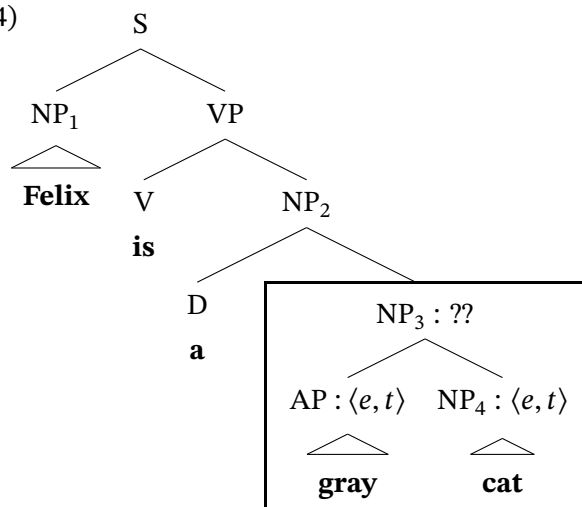 4)
S
NP₁ VP
Felix V NP₂
is
D NP₃ : ??
a
AP : ⟨e, t⟩ NP₄ : ⟨e, t⟩
gray cat